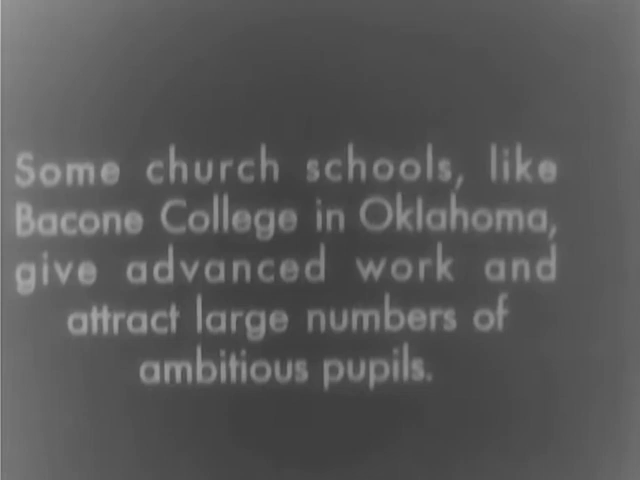 Some church schools, like
Bacone College in Oklahoma,
give advanced work and
attract large numbers of
ambitious pupils.